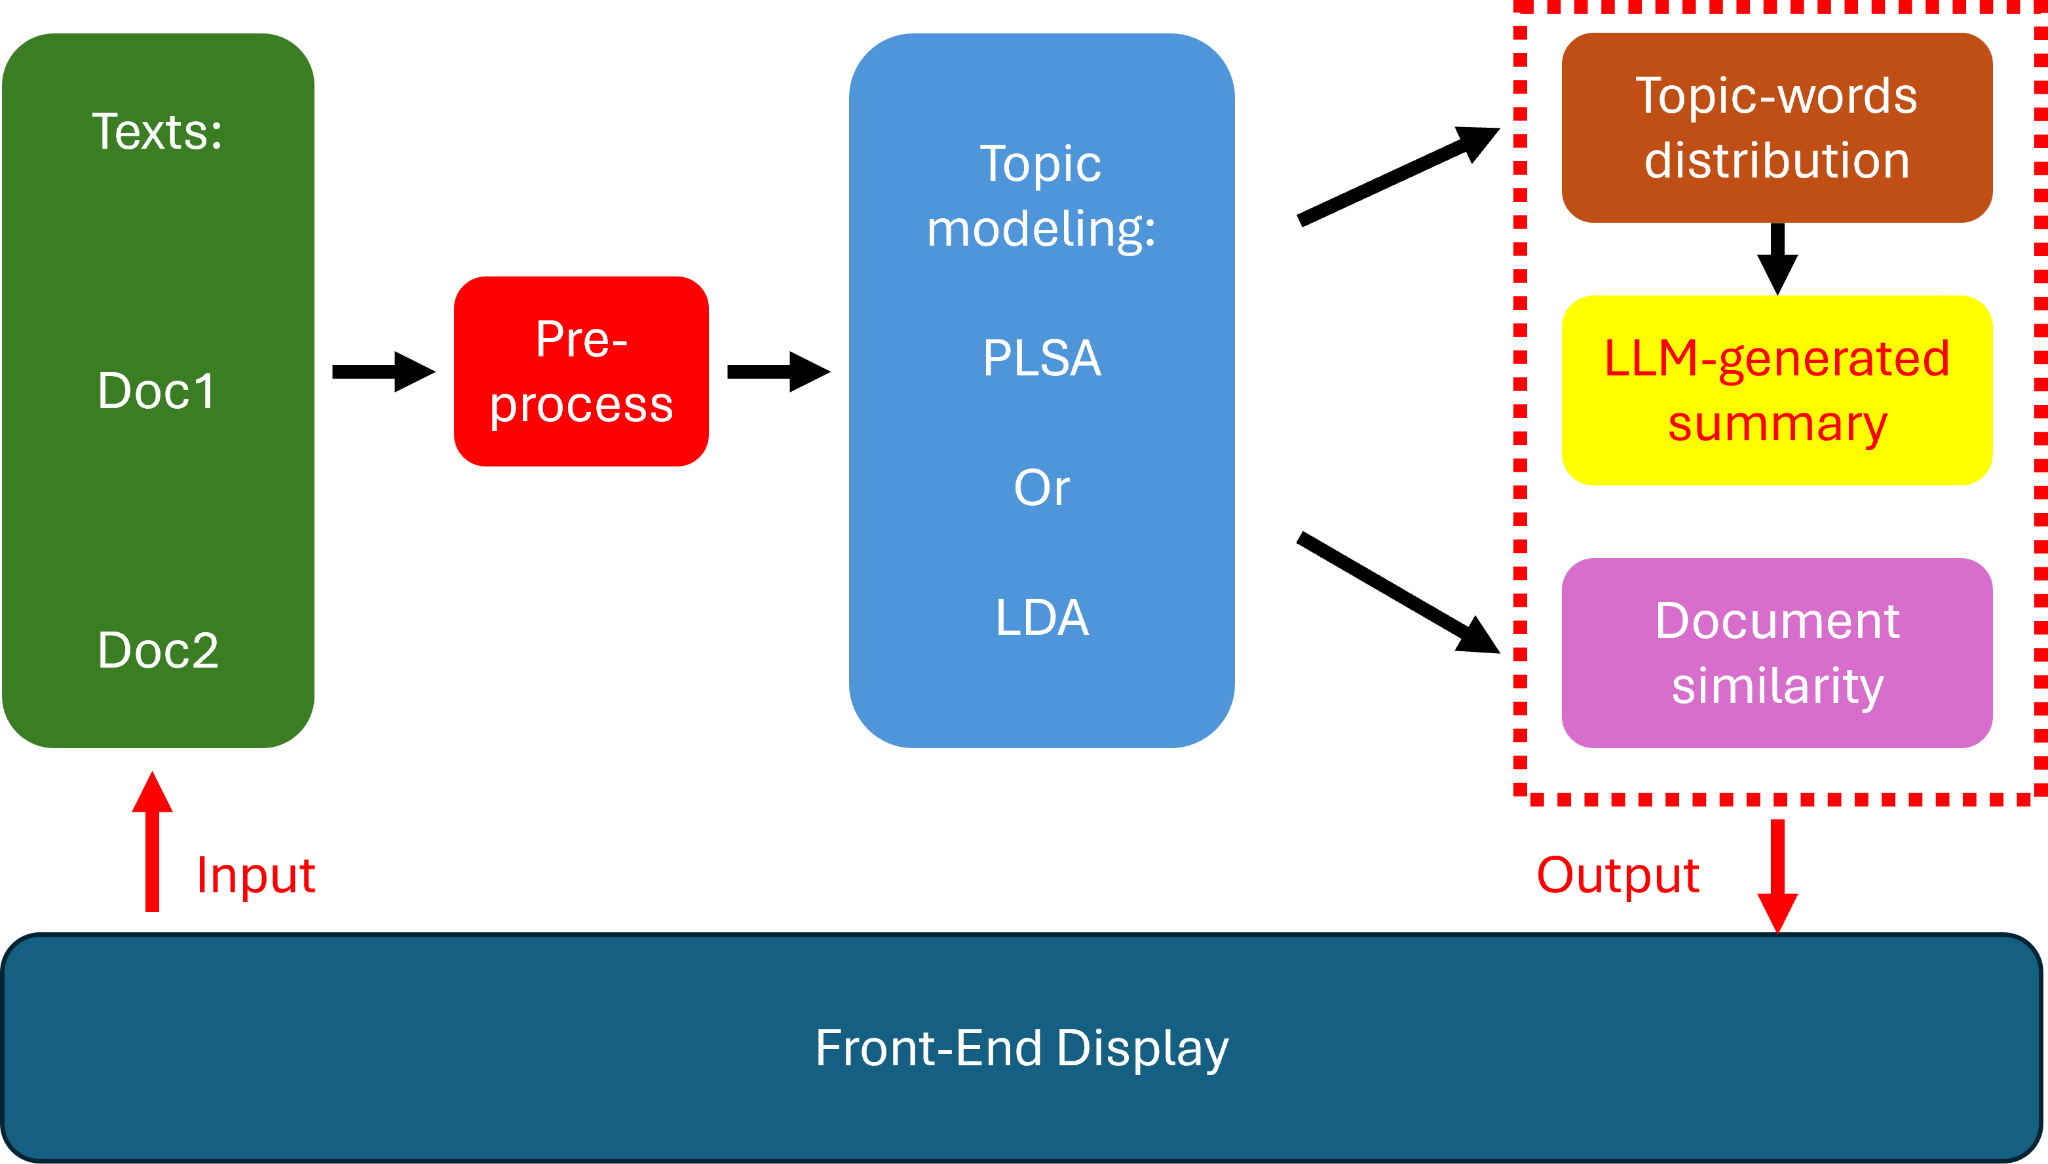 Texts:
Doc1
Doc2
Pre-
process
Topic
modeling:
PLSA
Or
LDA
Topic-words
distribution
LLM-generated
summary
Document
similarity
Input
Output
Front-End Display